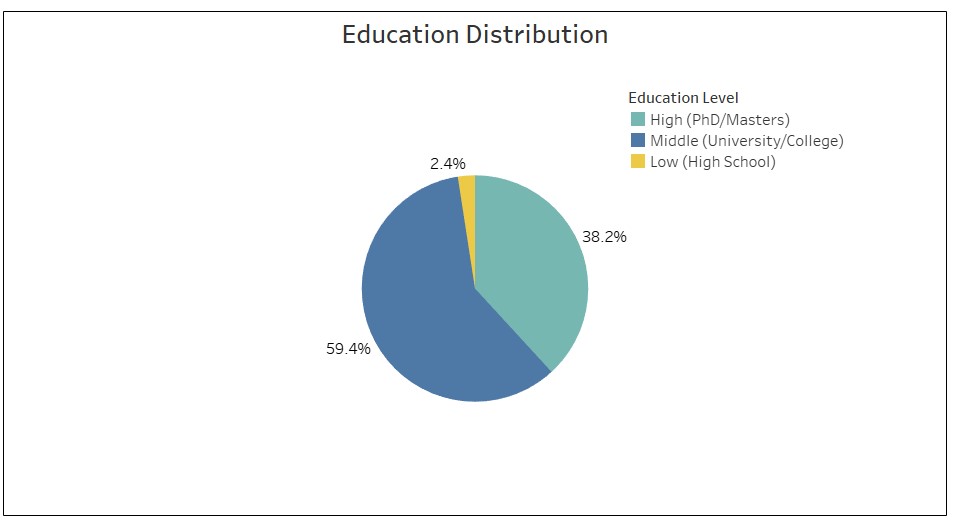 Education Distribution
Education Level
High (PhD/Masters)
Middle (University/College)
Low (High School)
2.4%
38.2%
59.4%